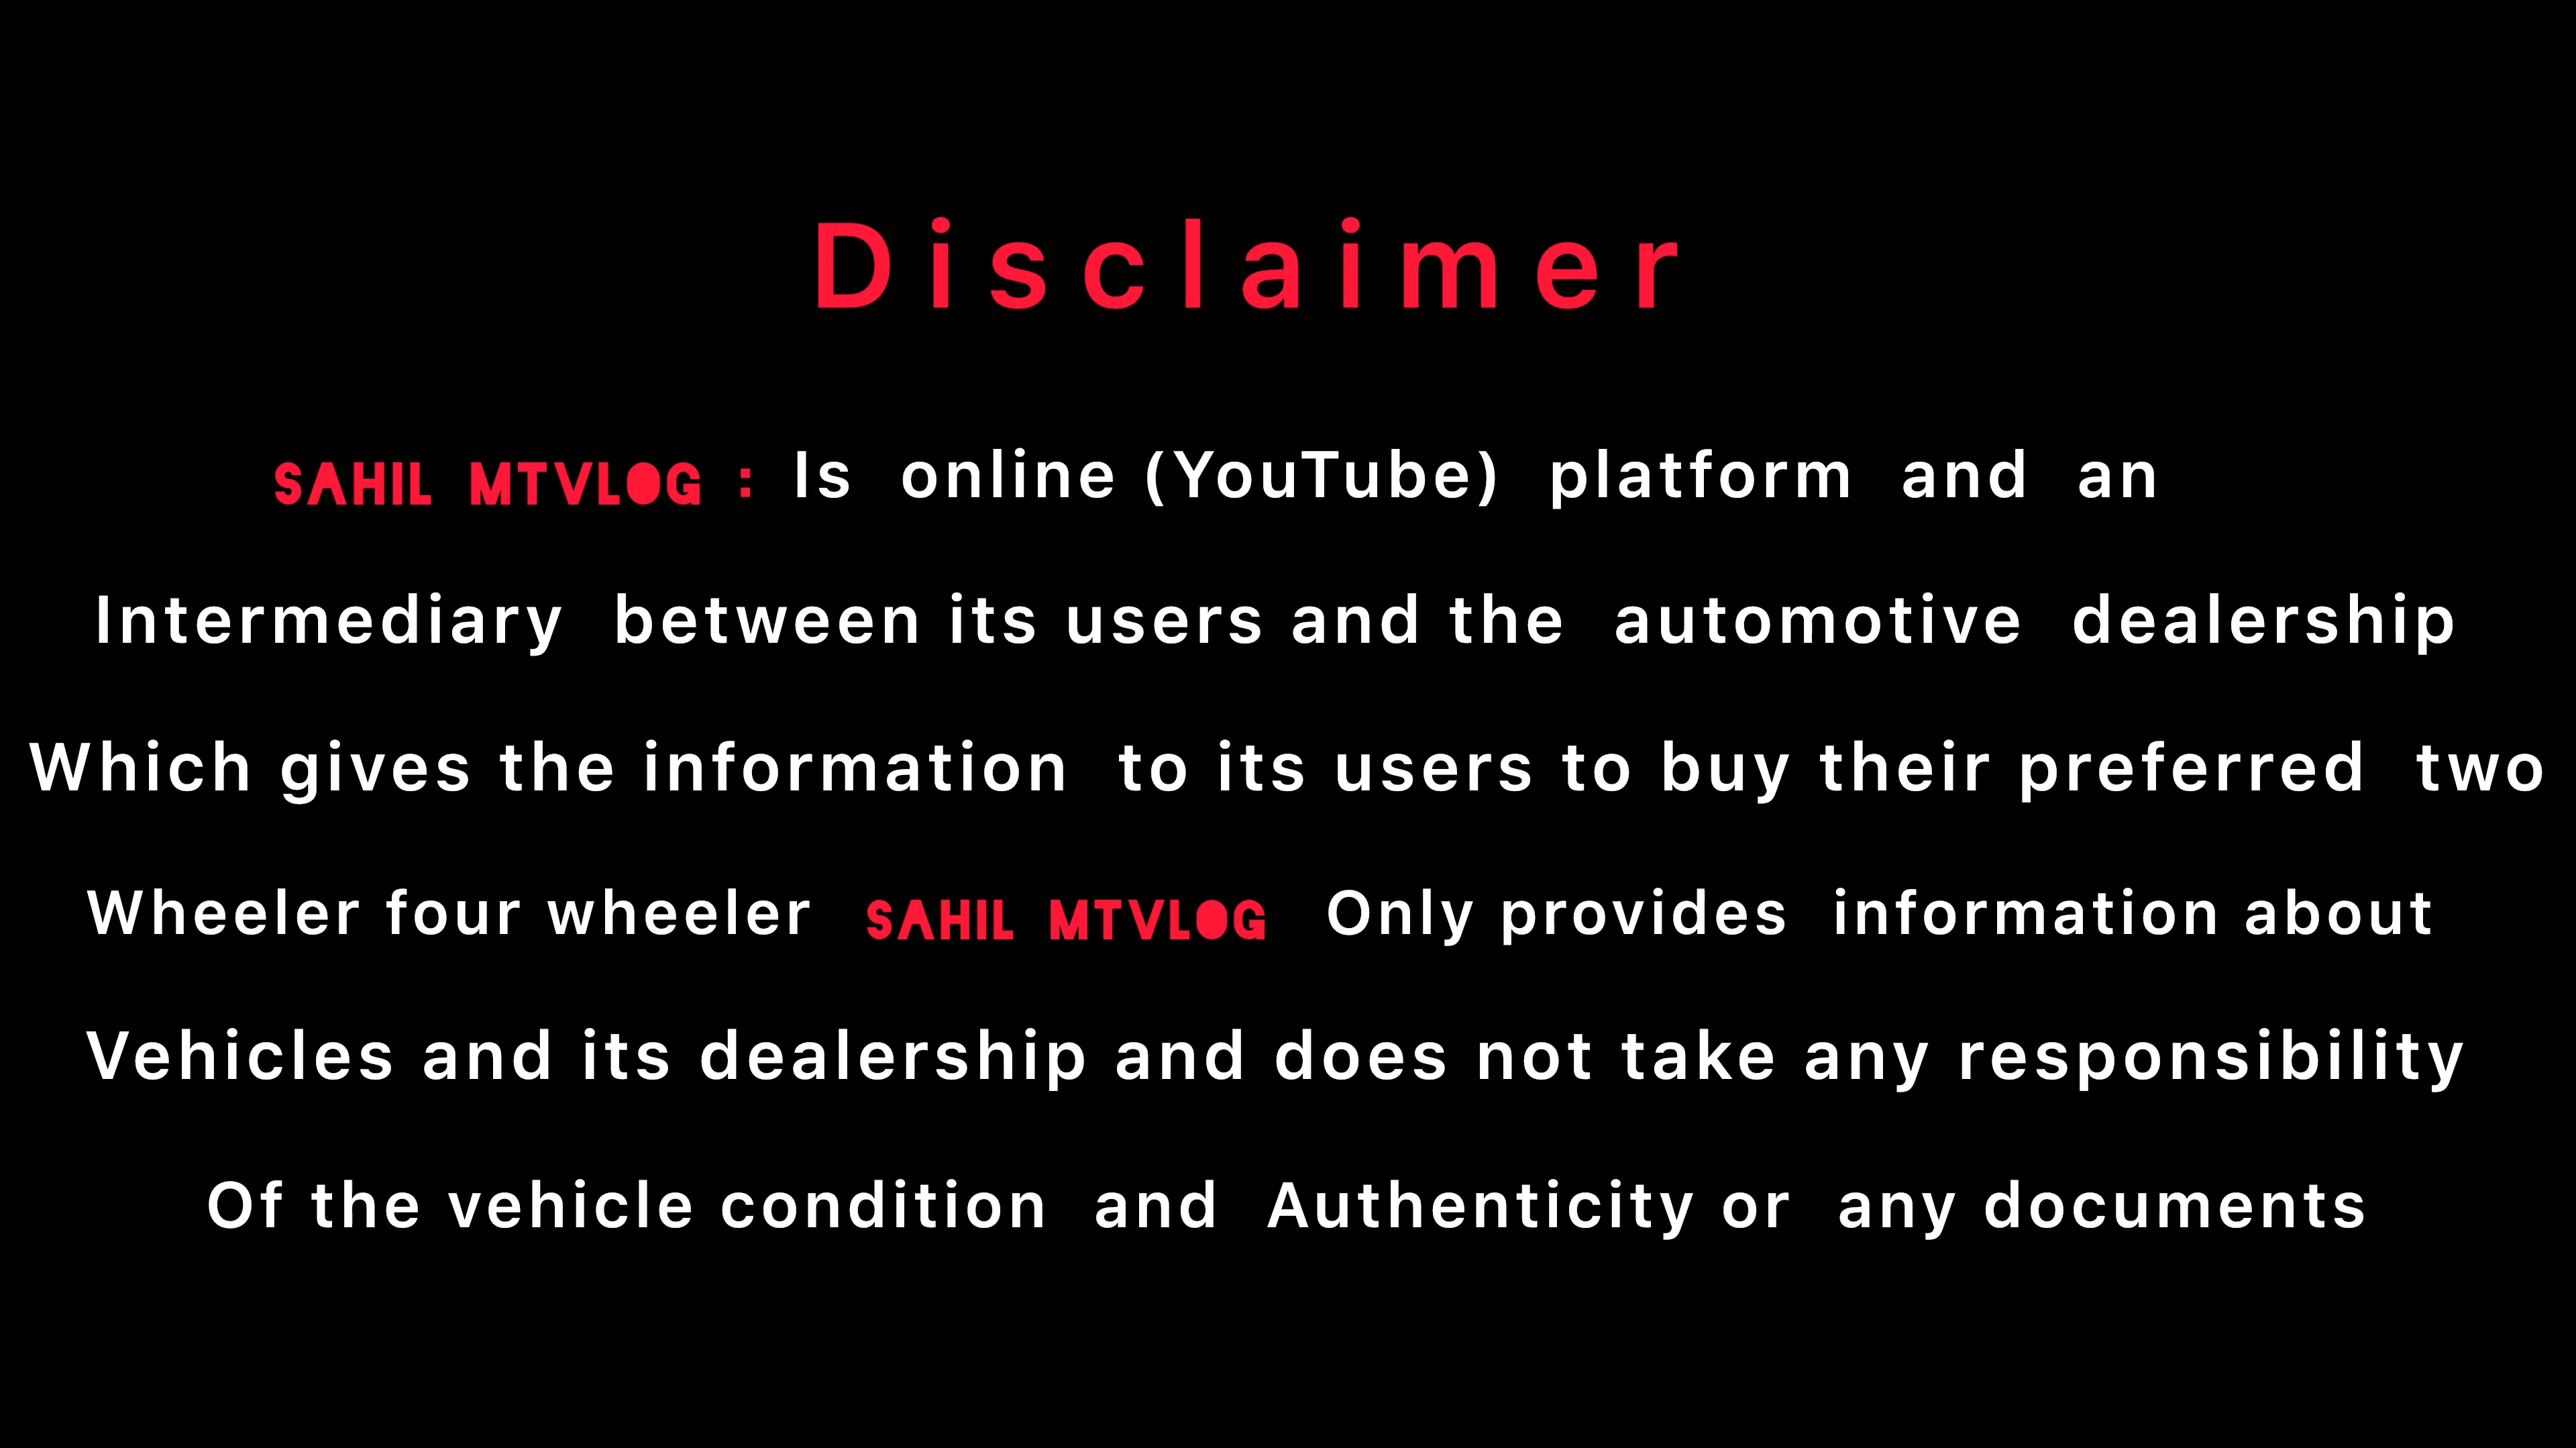 Disclaimer
SAHIL MTVLOG : Is online (YouTube) platform and an
Intermediary between its users and the automotive dealership
Which gives the information to its users to buy their preferred two
Wheeler four wheeler SAHIL MTVLOG Only provides information about
Vehicles and its dealership and does not take any responsibility
Of the vehicle condition and Authenticity or any documents